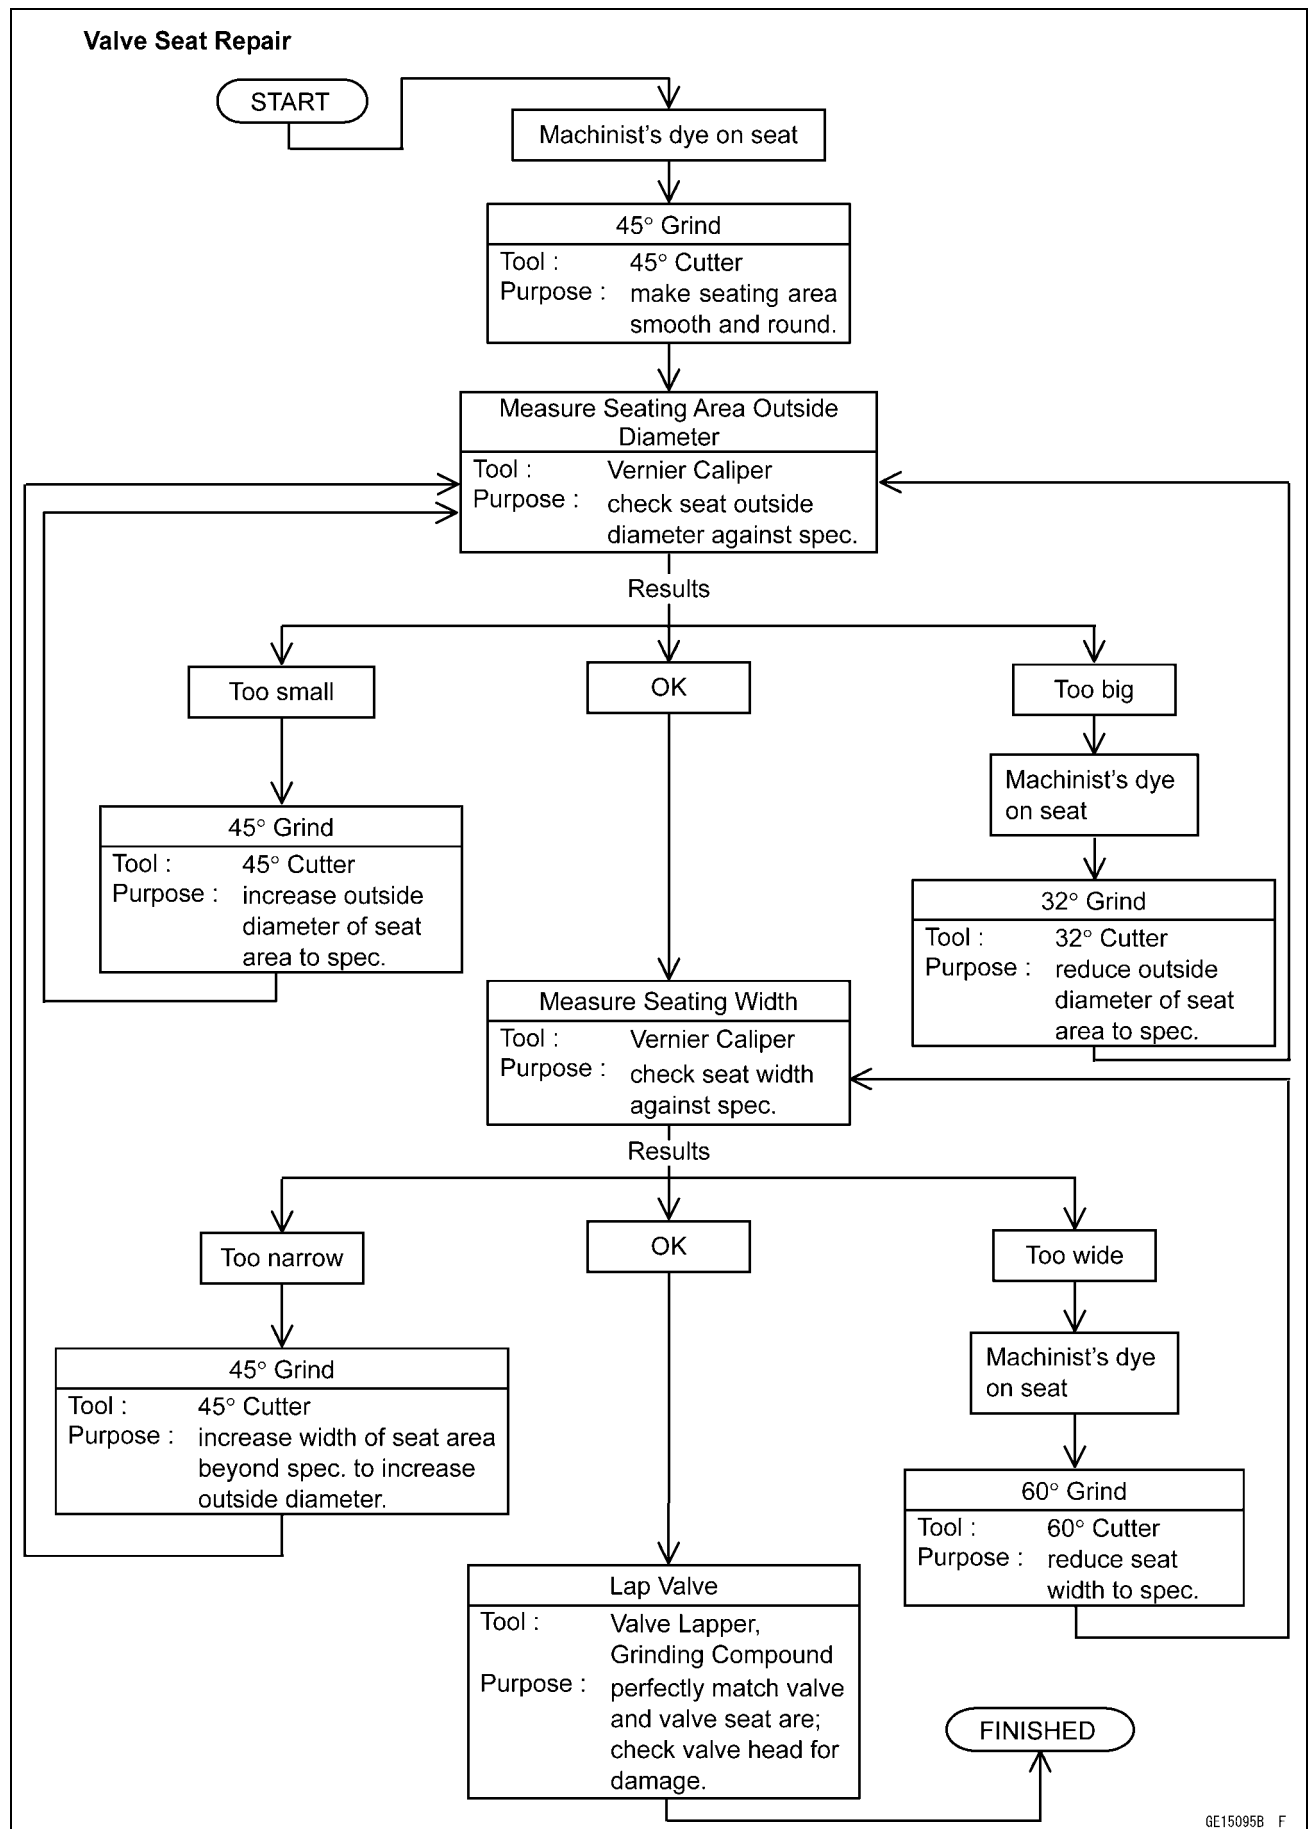 Valve Seat Repair
START
Machinist's dye on seat
45° Grind
Tool : 45° Cutter
Purpose : make seating area
smooth and round.
Measure Seating Area Outside
Diameter
Tool : Vernier Caliper
Purpose : check seat outside
diameter against spec.
Results
Too small
OK
Too big
Machinist's dye
on seat
45° Grind
Tool : 45° Cutter
Purpose : increase outside
diameter of seat
area to spec.
32° Grind
Tool : 32° Cutter
Purpose : reduce outside
diameter of seat
area to spec.
Measure Seating Width
Tool : Vernier Caliper
Purpose : check seat width
against spec.
Results
Too narrow
OK
Too wide
Machinist's dye
on seat
45° Grind
Tool : 45° Cutter
Purpose : increase width of seat area
beyond spec. to increase
outside diameter.
60° Grind
Tool : 60° Cutter
Purpose : reduce seat
width to spec.
Lap Valve
Tool : Valve Lapper,
Grinding Compound
Purpose : perfectly match valve
and valve seat are;
check valve head for
damage.
FINISHED
GE15095B F